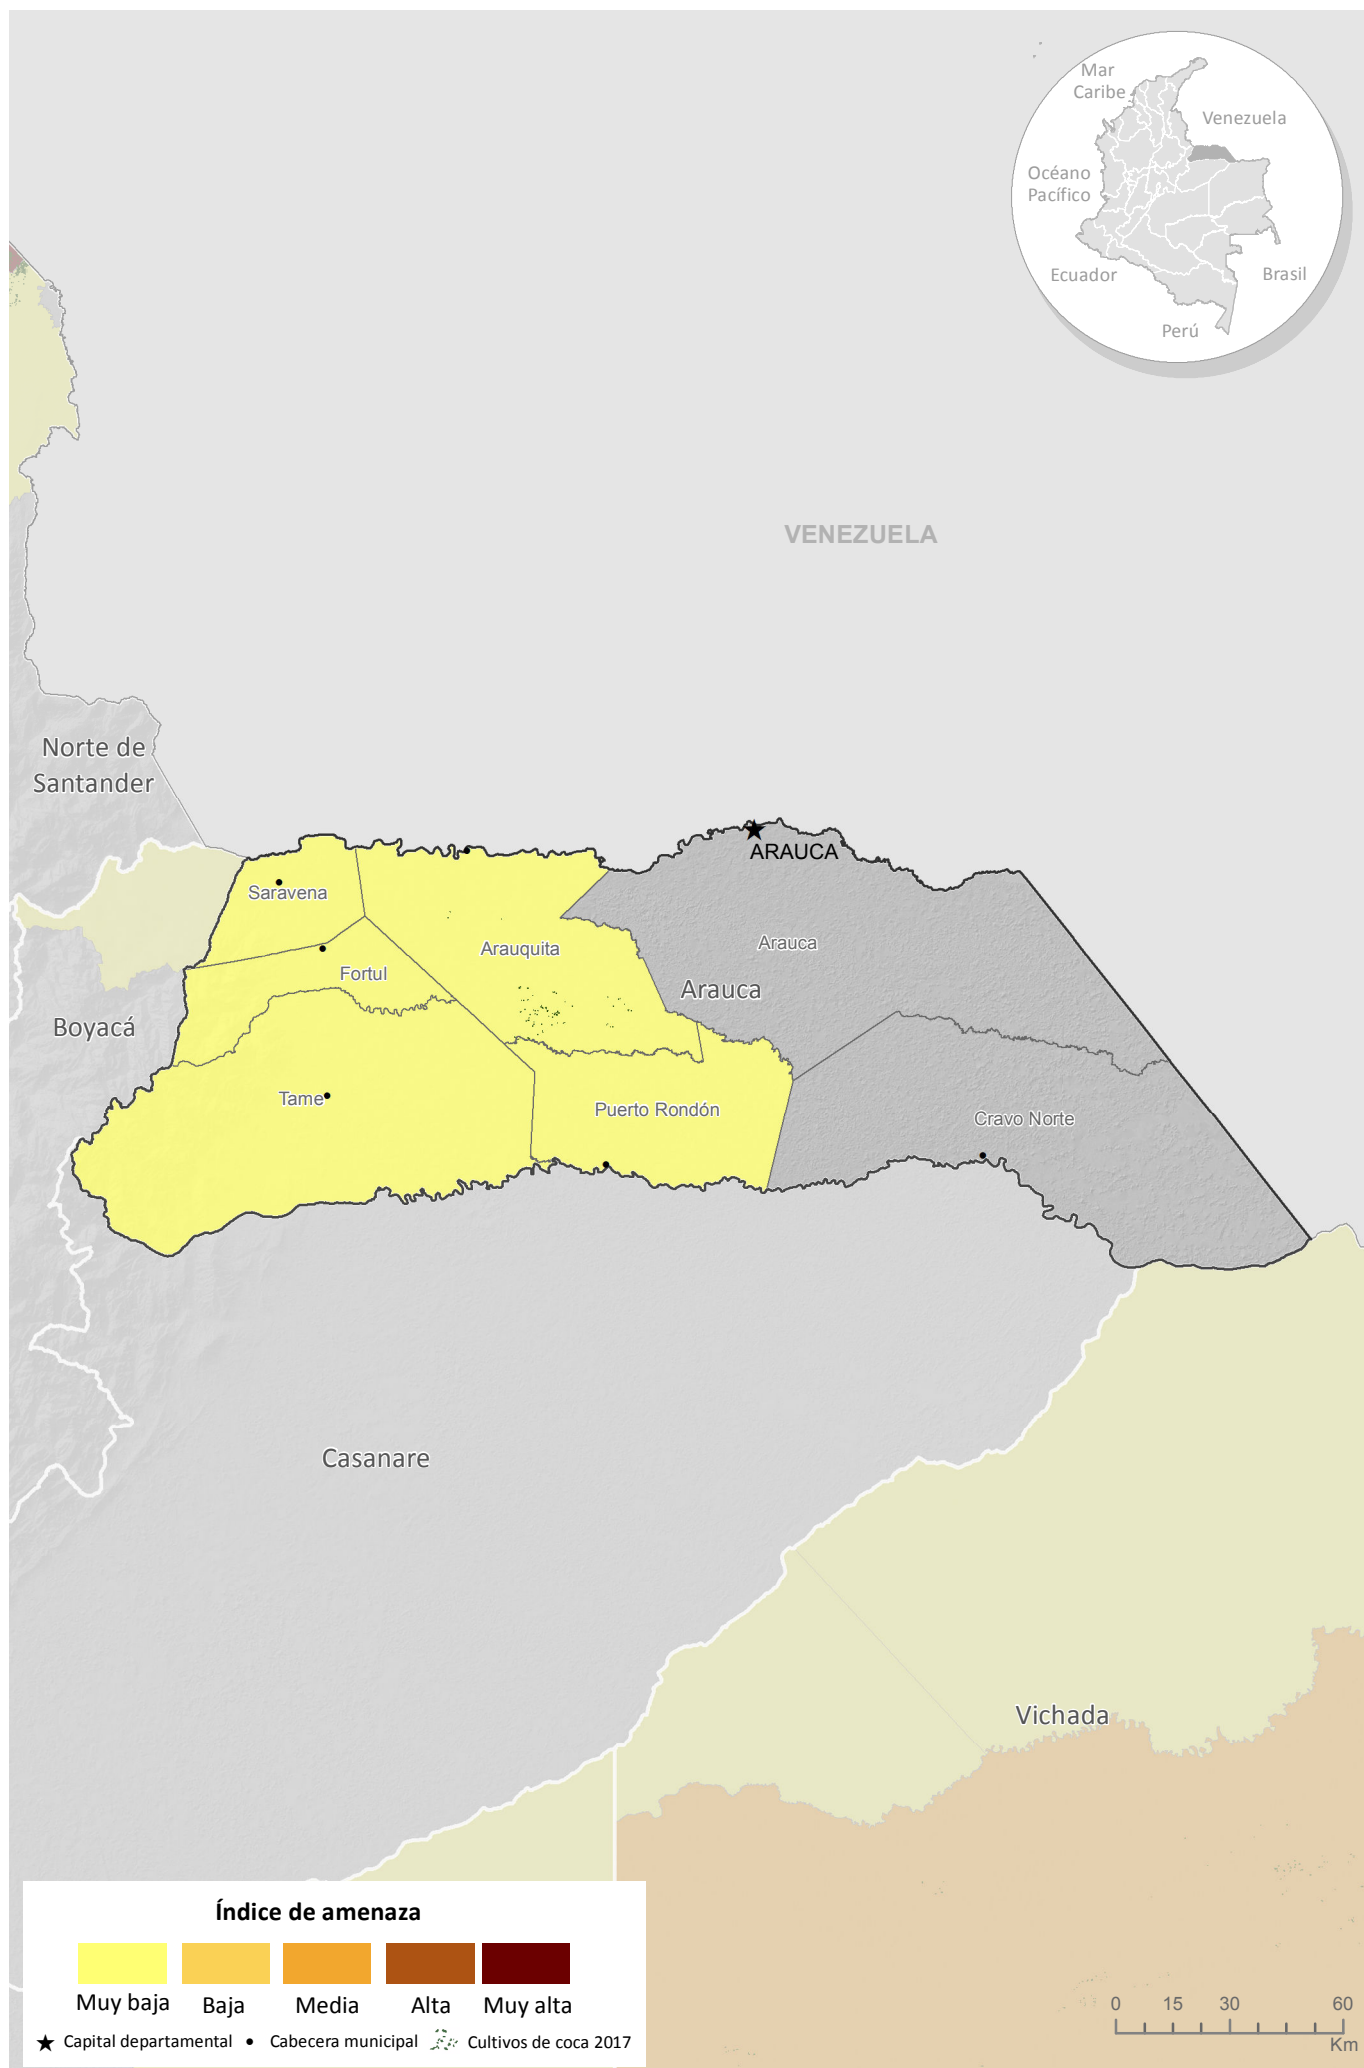 Mar
Caribe
Venezuela
Océano
Pacífico
Ecuador
Brasil
Perú
VENEZUELA
Norte de
Santander
ARAUCA
Saravena
Arauca
Arauquita
Fortul
Arauca
Boyacá
Tame
Puerto Rondón
Cravo Norte
Casanare
Vichada
Índice de amenaza
Muy baja Baja Media Alta Muy alta
Capital departamental Cabecera municipal Cultivos de coca 2017
0 15 30 60
Km